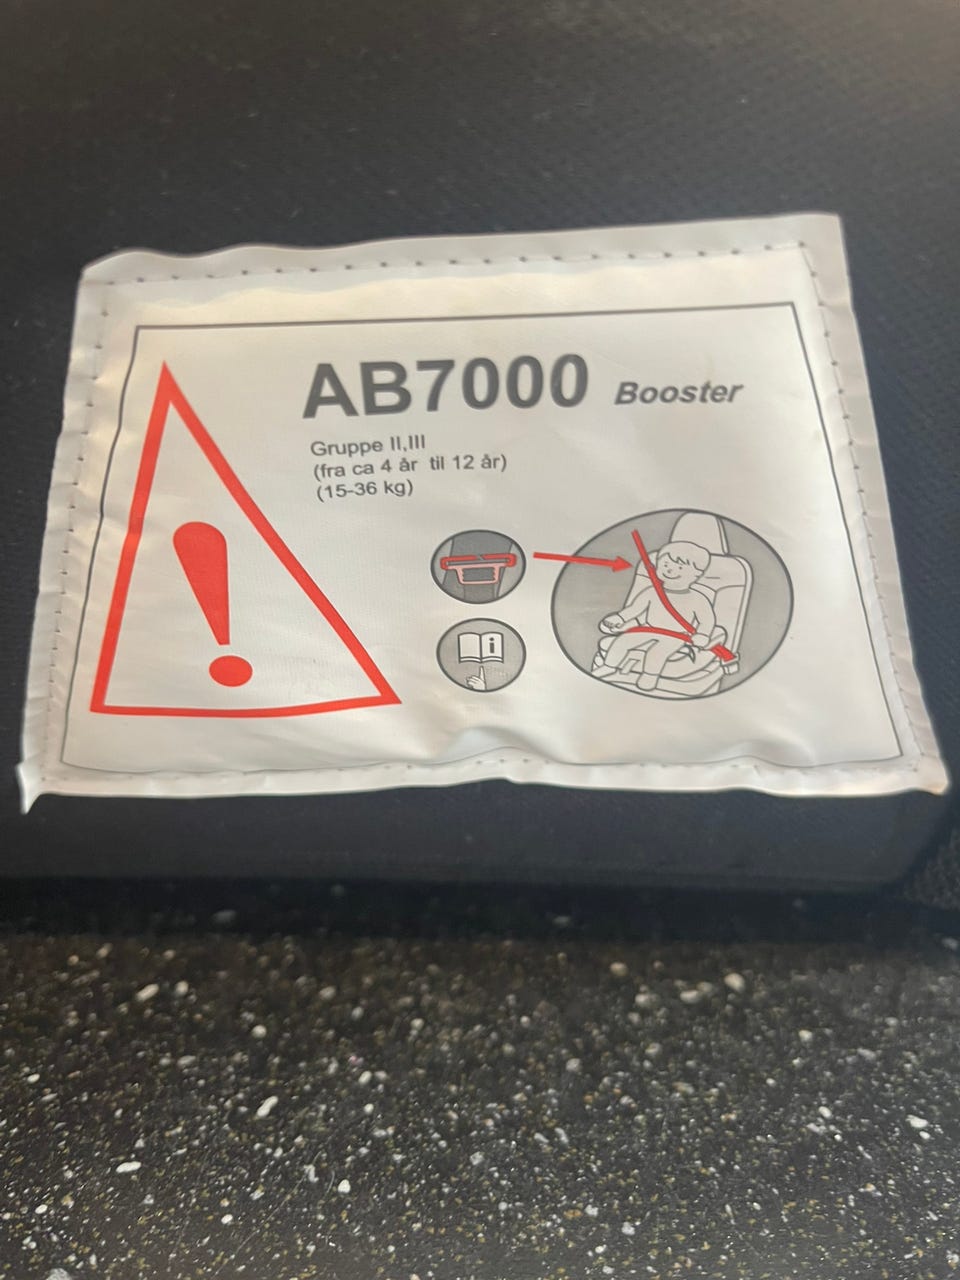 AB7000 Booster
Gruppe II,III
(fra ca 4 år til 12 år)
(15-36 kg)